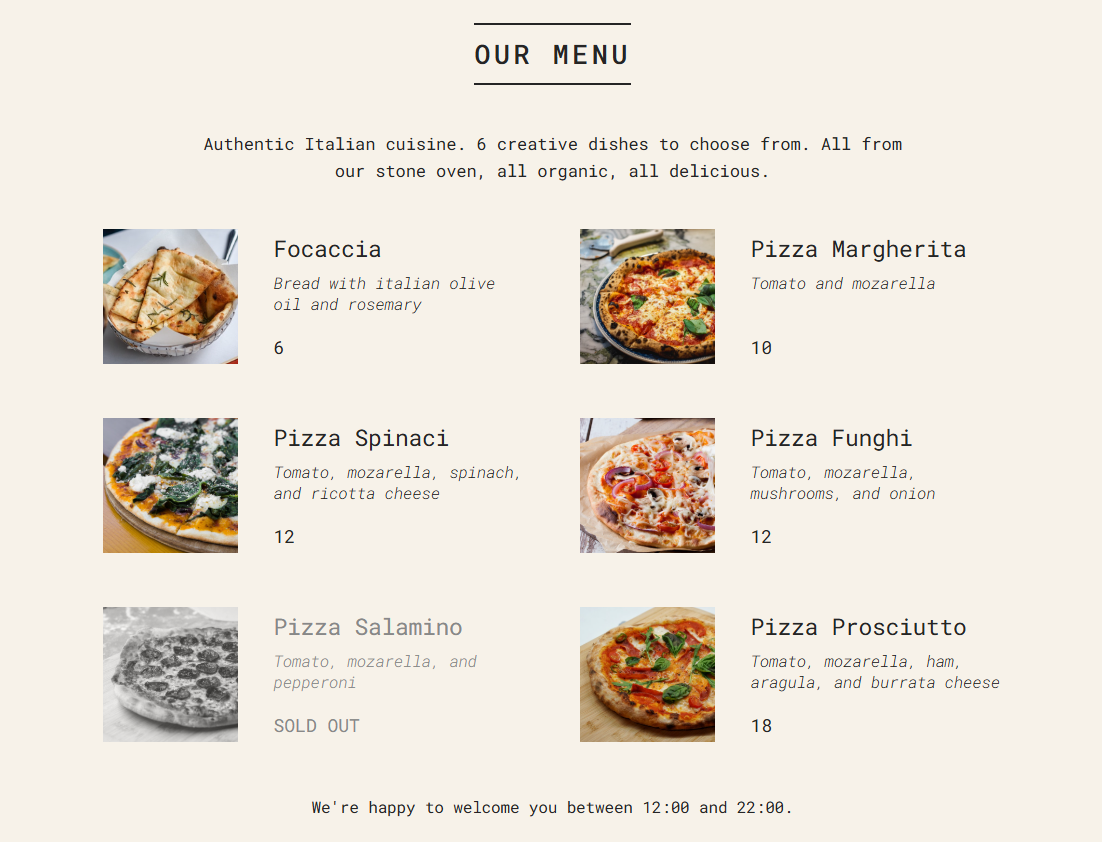 OUR MENU
Authentic Italian cuisine. 6 creative dishes to choose from. All from
our stone oven, all organic, all delicious.
Focaccia
Bread with italian olive
oil and rosemary
6
Pizza Margherita
Tomato and mozarella
10
Pizza Spinaci
Tomato, mozarella, spinach,
and ricotta cheese
12
Pizza Funghi
Tomato, mozarella,
mushrooms, and onion
12
Pizza Salamino
Tomato, mozarella, and
pepperoni
SOLD OUT
Pizza Prosciutto
Tomato, mozarella, ham,
aragula, and burrata cheese
18
We're happy to welcome you between 12:00 and 22:00.